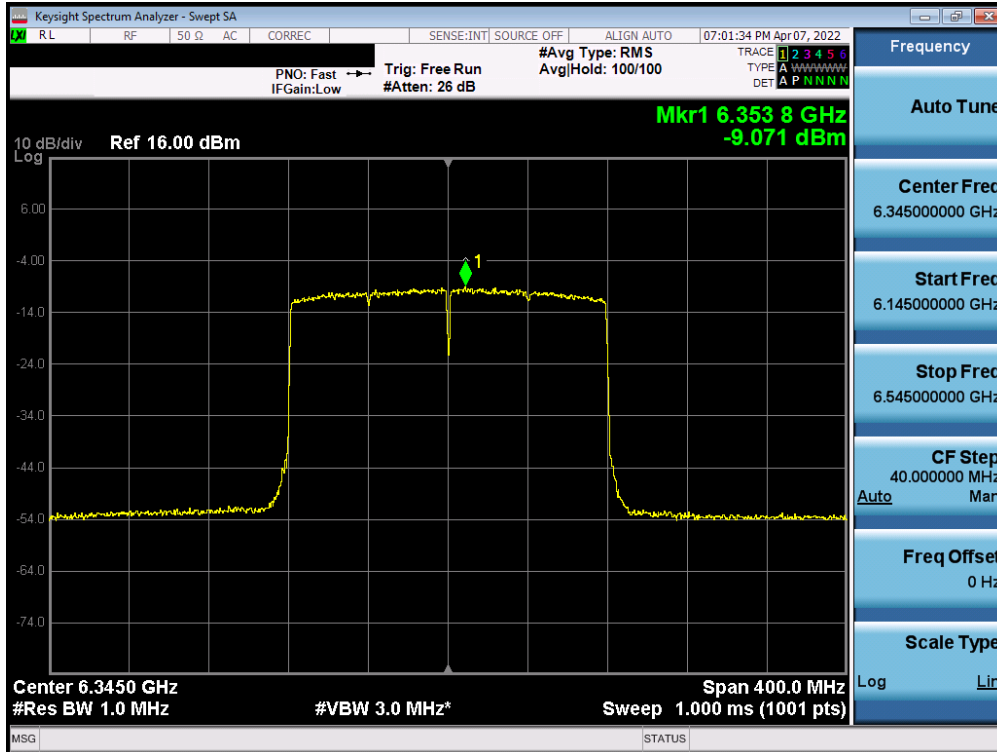 Keysight Spectrum Analyzer - Swept SA
LXI RL RF 50 Ω AC CORREC SENSE:INT SOURCE OFF ALIGN AUTO 07:01:34 PM Apr 07, 2022
PNO: Fast
IFGain:Low
Trig: Free Run
#Atten: 26 dB
#Avg Type: RMS
Avg|Hold: 100/100
TRACE 1 2 3 4 5 6
TYPE A WWWWW
DET A P N N N N
Mkr1 6.353 8 GHz
-9.071 dBm
10 dB/div Ref 16.00 dBm
Log
6.00
-4.00
1
-14.0
-24.0
-34.0
-44.0
-54.0
-64.0
-74.0
Center 6.3450 GHz Span 400.0 MHz
#Res BW 1.0 MHz #VBW 3.0 MHz* Sweep 1.000 ms (1001 pts)
MSG STATUS
Frequency
Auto Tune
Center Freq
6.345000000 GHz
Start Freq
6.145000000 GHz
Stop Freq
6.545000000 GHz
CF Step
40.000000 MHz
Auto Man
Freq Offset
0 Hz
Scale Type
Log Lin